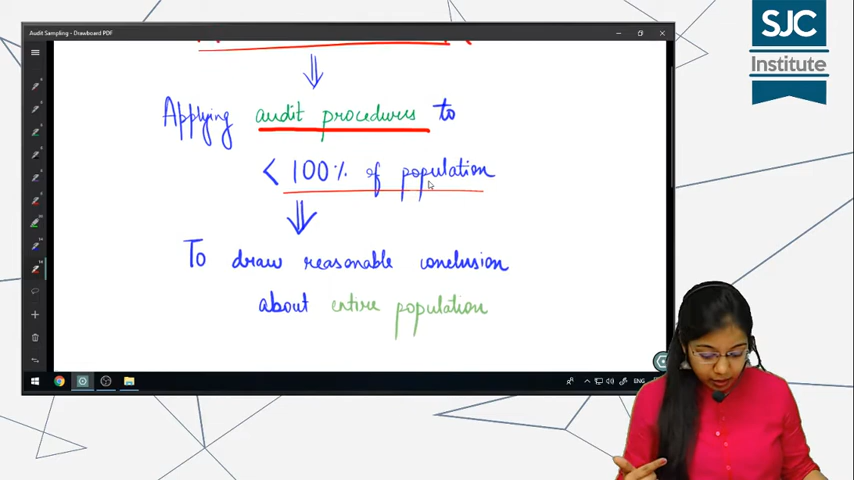 Audit Sampling - Drawboard PDF
SJC
Institute
Applying audit procedures to
< 100% of population
To draw reasonable conclusion
about entire population
ENG